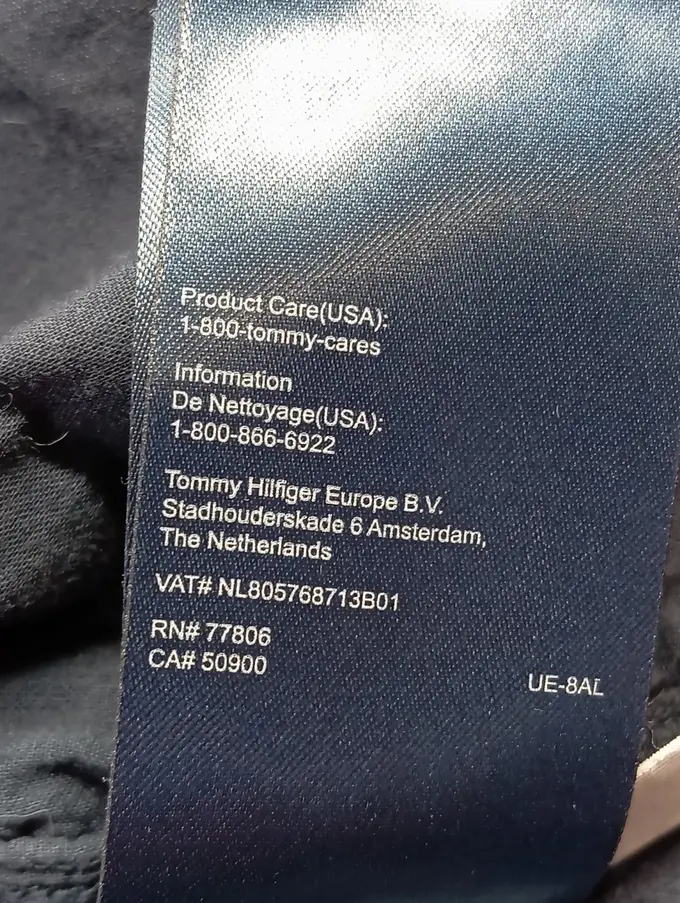 Product Care(USA):
1-800-tommy-cares
Information
De Nettoyage(USA):
1-800-866-6922
Tommy Hilfiger Europe B.V.
Stadhouderskade 6 Amsterdam,
The Netherlands
VAT# NL805768713B01
RN# 77806
CA# 50900
UE-8AL